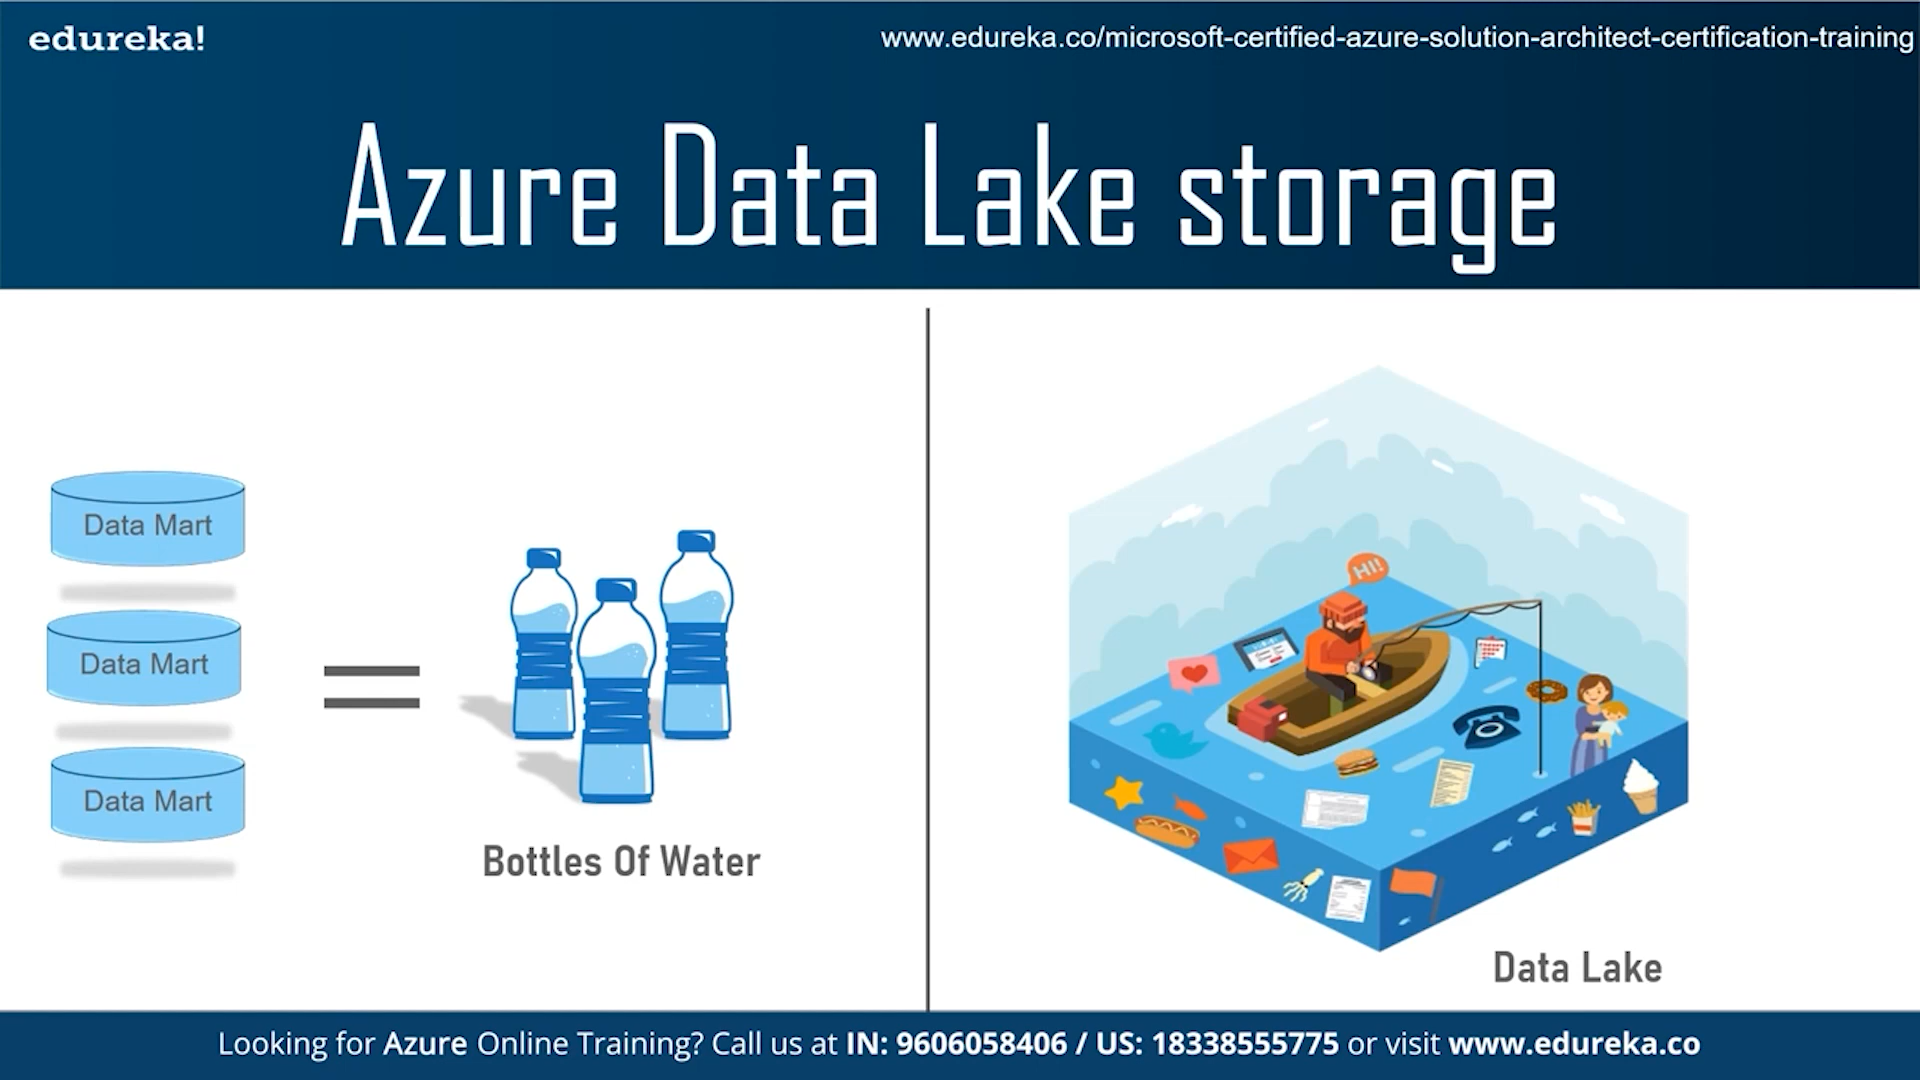 edureka!
www.edureka.co/microsoft-certified-azure-solution-architect-certification-training
Azure Data Lake storage
Data Mart
Data Mart
Data Mart
Bottles Of Water
HI!
Data Lake
Looking for Azure Online Training? Call us at IN: 9606058406 / US: 18338555775 or visit www.edureka.co